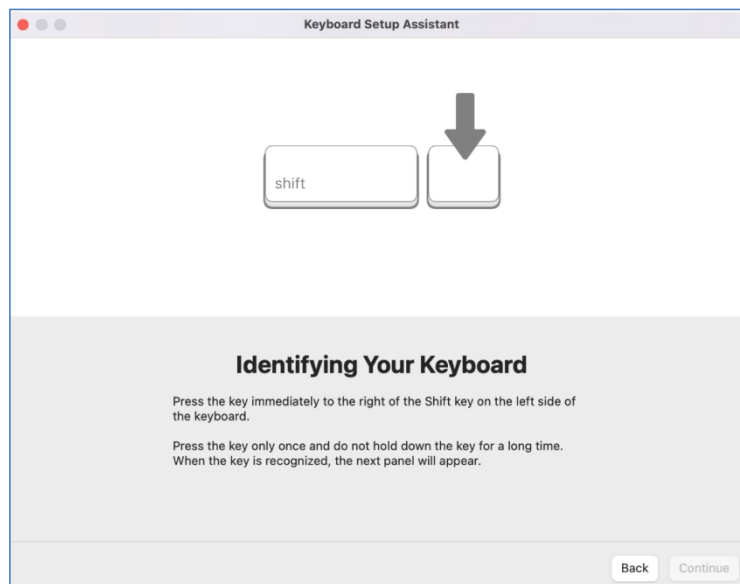 Keyboard Setup Assistant
shift
Identifying Your Keyboard
Press the key immediately to the right of the Shift key on the left side of
the keyboard.
Press the key only once and do not hold down the key for a long time.
When the key is recognized, the next panel will appear.
Back
Continue